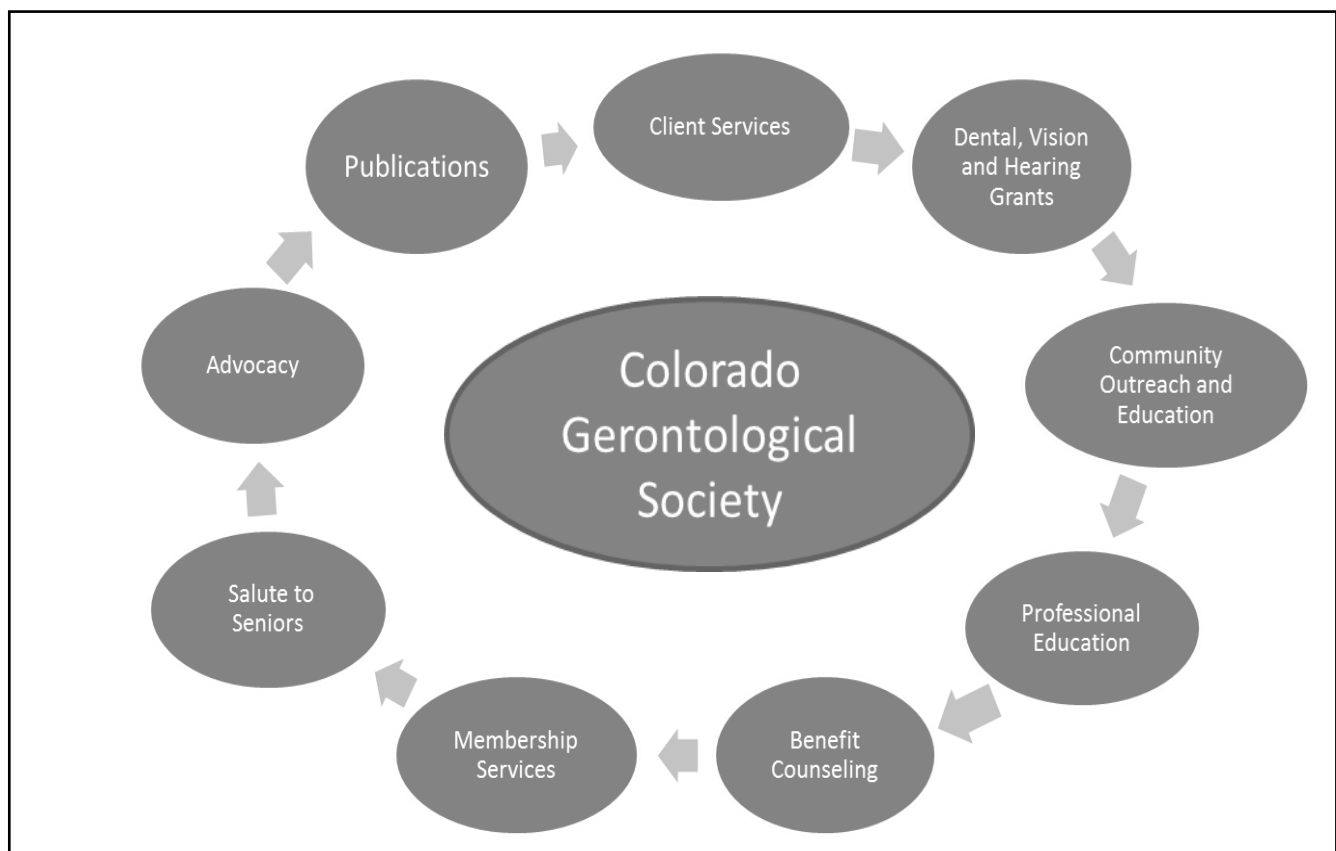 Client Services
Dental, Vision
and Hearing
Grants
Community
Outreach and
Education
Professional
Education
Benefit
Counseling
Membership
Services
Salute to
Seniors
Advocacy
Publications
Colorado
Gerontological
Society